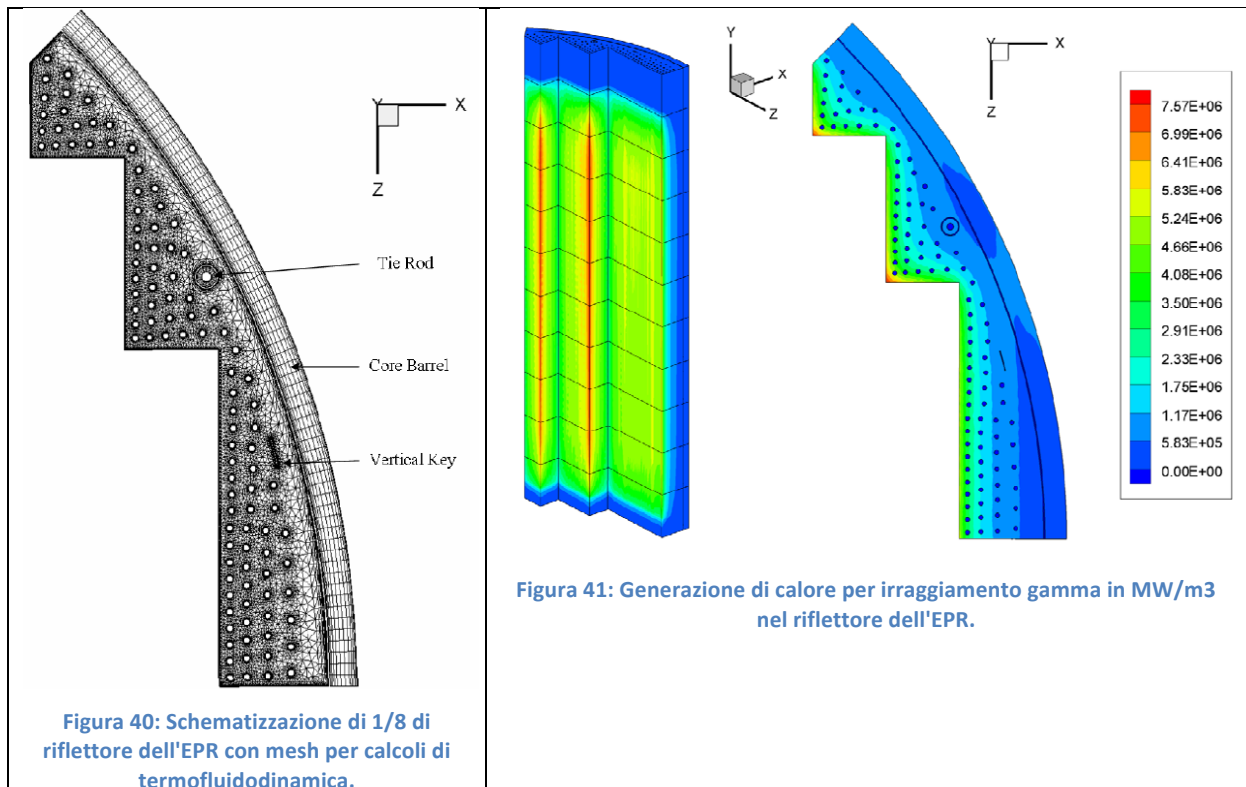 Y
X
Z
Tie Rod
Core Barrel
Vertical Key
Figura 40: Schematizzazione di 1/8 di
riflettore dell'EPR con mesh per calcoli di
termofluidodinamica.
Y
X
Z
Y
X
Z
7.57E+06
6.99E+06
6.41E+06
5.83E+06
5.24E+06
4.66E+06
4.08E+06
3.50E+06
2.91E+06
2.33E+06
1.75E+06
1.17E+06
5.83E+05
0.00E+00
Figura 41: Generazione di calore per irraggiamento gamma in MW/m3
nel riflettore dell'EPR.